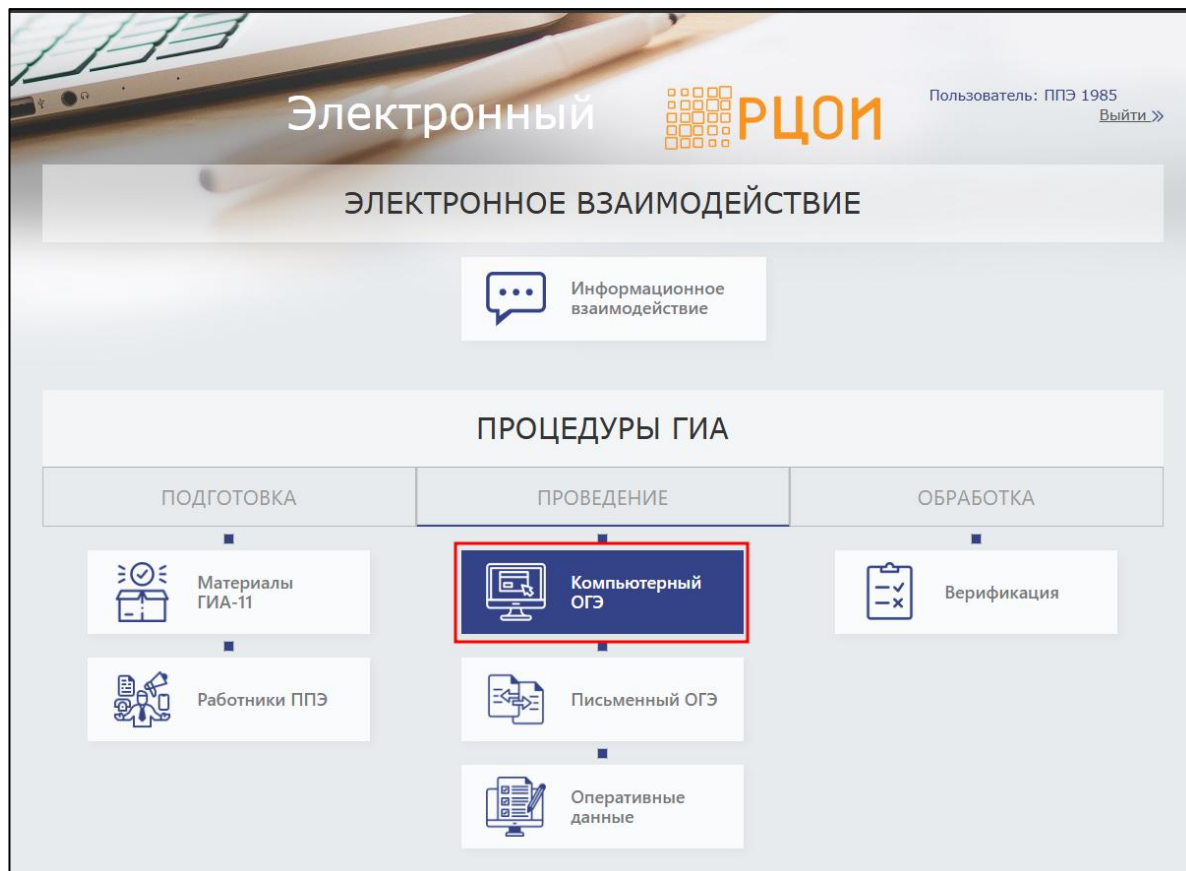 Электронный
РЦОИ
Пользователь: ППЭ 1985
Выйти »
ЭЛЕКТРОННОЕ ВЗАИМОДЕЙСТВИЕ
Информационное
взаимодействие
ПРОЦЕДУРЫ ГИА
ПОДГОТОВКА
ПРОВЕДЕНИЕ
ОБРАБОТКА
Материалы
ГИА-11
Компьютерный
ОГЭ
Верификация
Работники ППЭ
Письменный ОГЭ
Оперативные
данные